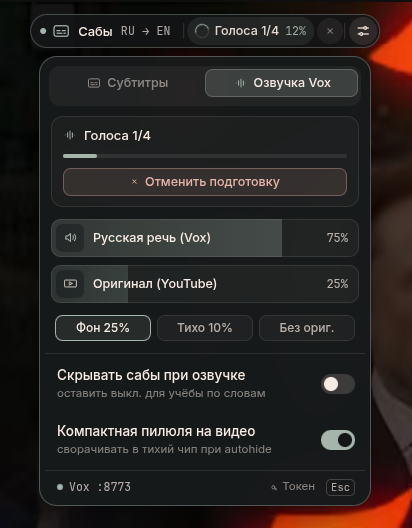 Сабы RU → EN Голоса 1/4 12% ×
Субтитры Озвучка Vox
Голоса 1/4
× Отменить подготовку
Русская речь (Vox) 75%
Оригинал (YouTube) 25%
Фон 25% Тихо 10% Без ориг.
Скрывать сабы при озвучке
оставить выкл. для учёбы по словам
Компактная пилюля на видео
сворачивать в тихий чип при autohide
Vox :8773 Токен Esc